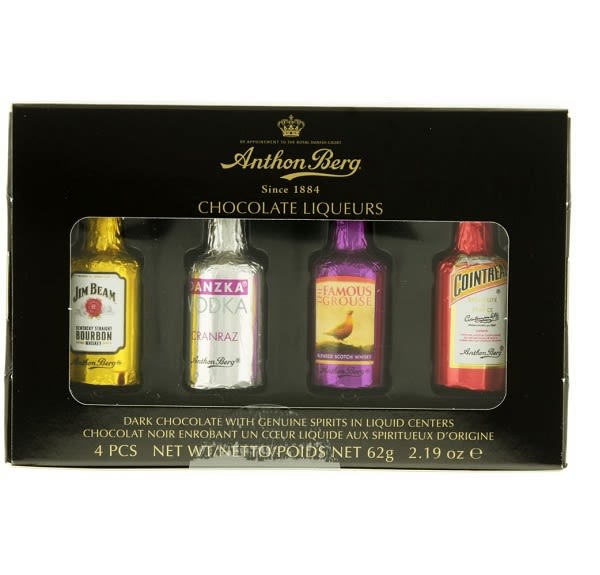 BY APPOINTMENT TO THE ROYAL DANISH COURT
Anthon Berg
Since 1884
CHOCOLATE LIQUEURS
JIM BEAM
KENTUCKY STRAIGHT
BOURBON
WHISKEY
Anthon Berg
DANZKA®
VODKA
CRANRAZ
Anthon Berg
THE FAMOUS
GROUSE
BLENDED SCOTCH WHISKY
Anthon Berg
COINTREAU
Anthon Berg
DARK CHOCOLATE WITH GENUINE SPIRITS IN LIQUID CENTERS
CHOCOLAT NOIR ENROBANT UN CŒUR LIQUIDE AUX SPIRITUEUX D'ORIGINE
4 PCS NET WT/NETTO/POIDS NET 62g 2.19 oz ℮